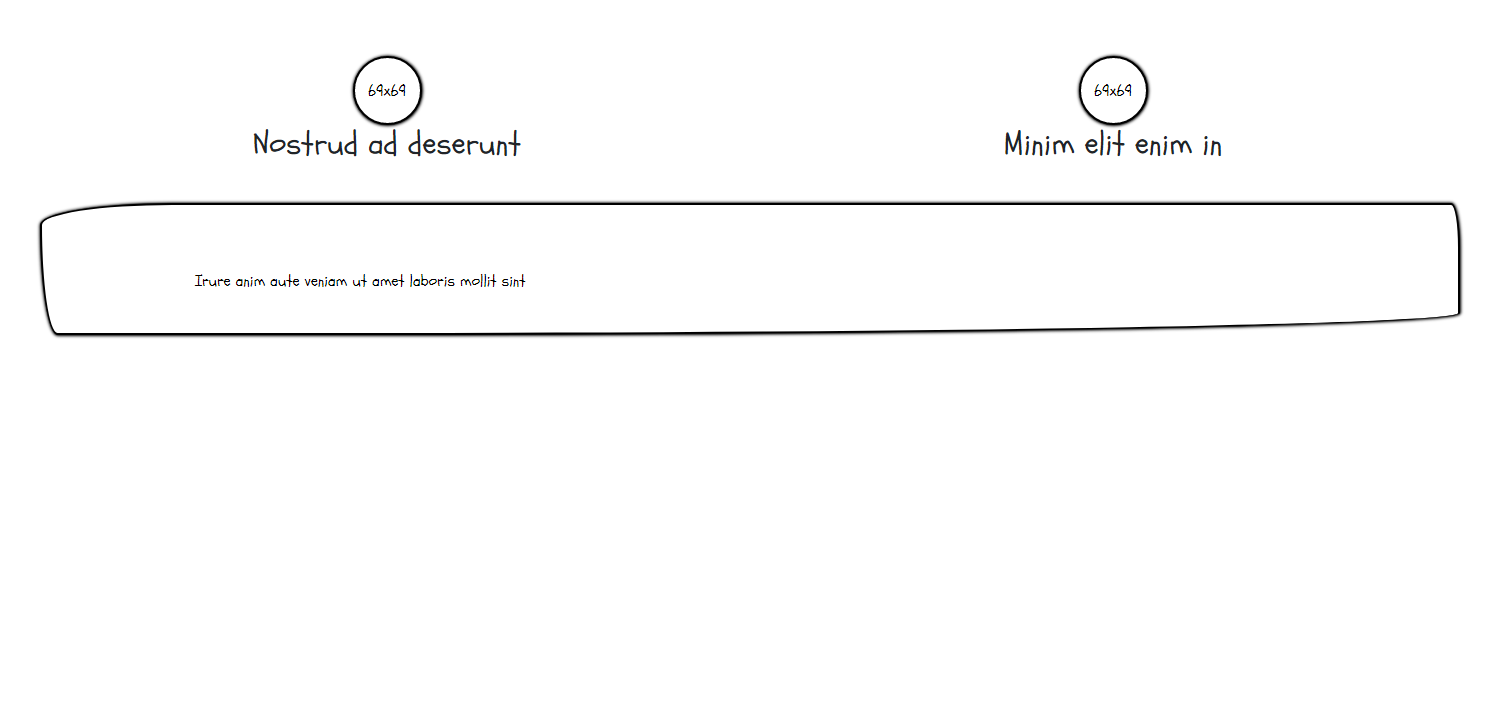 69x69
69x69
Nostrud ad deserunt
Minim elit enim in
Irure anim aute veniam ut amet laboris mollit sint